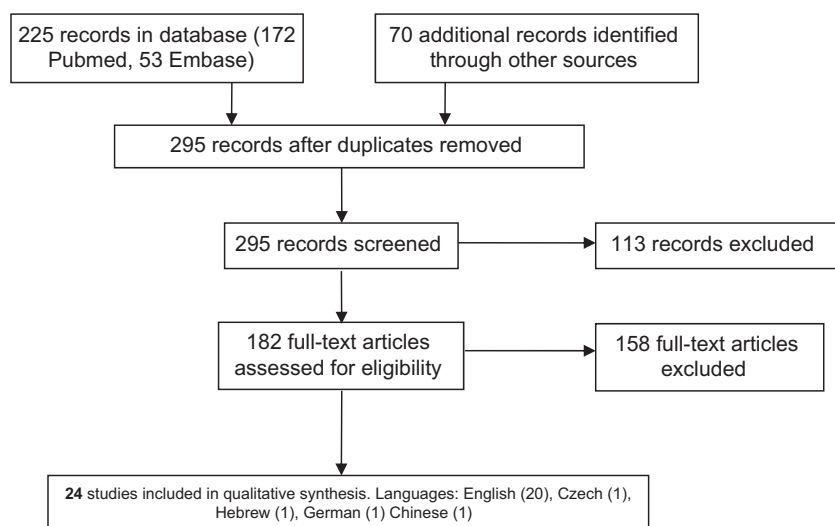 225 records in database (172
Pubmed, 53 Embase)
70 additional records identified
through other sources
295 records after duplicates removed
295 records screened
113 records excluded
182 full-text articles
assessed for eligibility
158 full-text articles
excluded
24 studies included in qualitative synthesis. Languages: English (20), Czech (1),
Hebrew (1), German (1) Chinese (1)